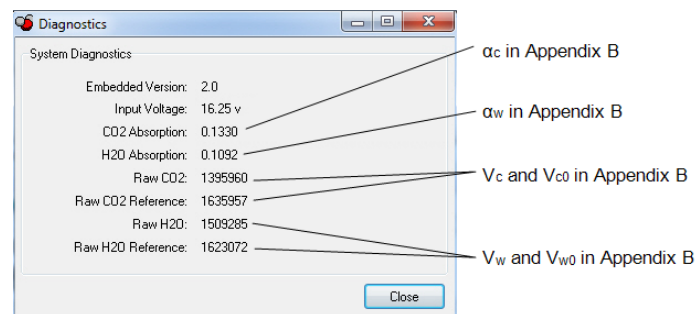 Diagnostics
System Diagnostics
Embedded Version: 2.0
Input Voltage: 16.25 v
CO2 Absorption: 0.1330
H2O Absorption: 0.1092
Raw CO2: 1395960
Raw CO2 Reference: 1635957
Raw H2O: 1509285
Raw H2O Reference: 1623072
Close
αc in Appendix B
αw in Appendix B
Vc and Vc0 in Appendix B
Vw and Vw0 in Appendix B